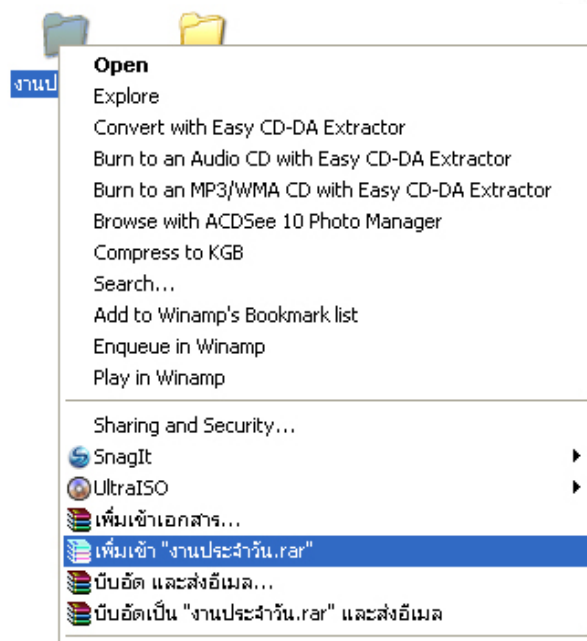 งานป
Open
Explore
Convert with Easy CD-DA Extractor
Burn to an Audio CD with Easy CD-DA Extractor
Burn to an MP3/WMA CD with Easy CD-DA Extractor
Browse with ACDSee 10 Photo Manager
Compress to KGB
Search...
Add to Winamp's Bookmark list
Enqueue in Winamp
Play in Winamp
Sharing and Security...
SnagIt
UltraISO
เพิ่มเข้าเอกสาร...
เพิ่มเข้า "งานประจำวัน.rar"
บีบอัด และส่งอีเมล...
บีบอัดเป็น "งานประจำวัน.rar" และส่งอีเมล